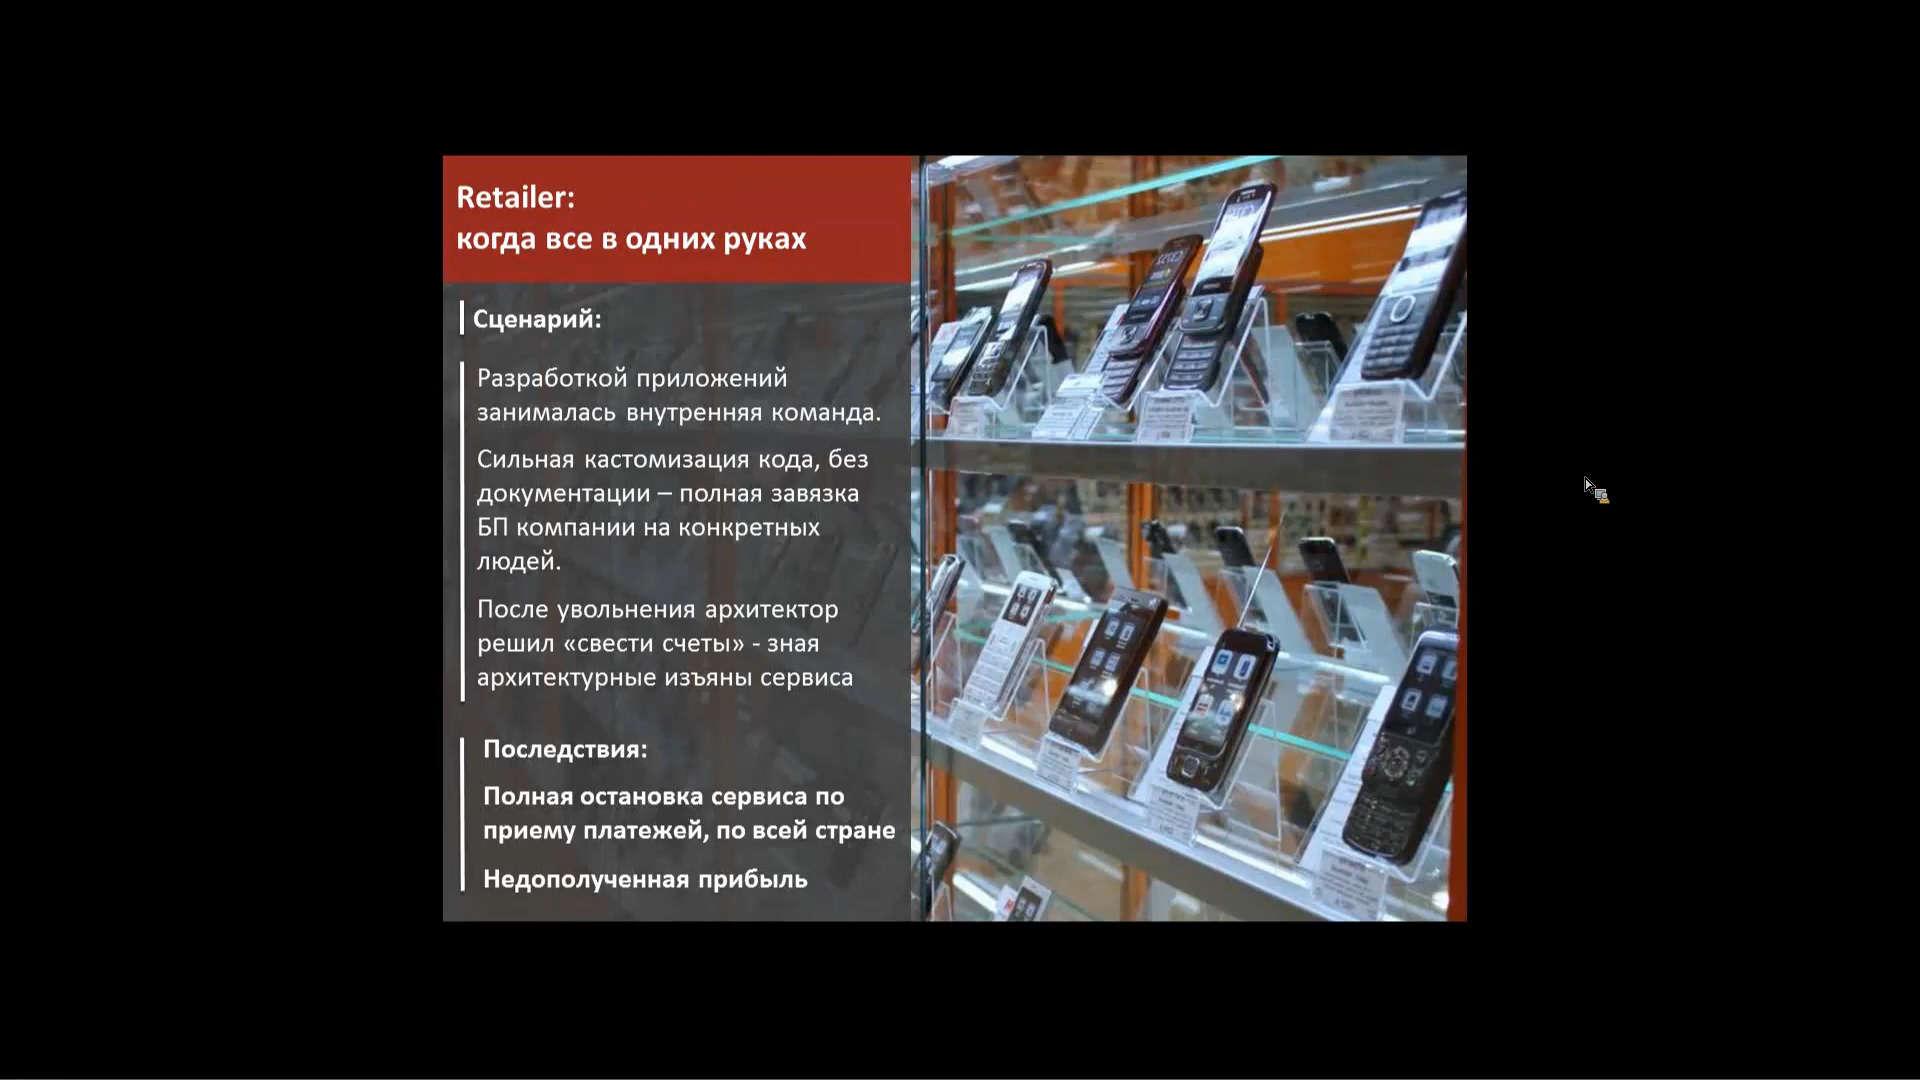 Retailer:
когда все в одних руках
Сценарий:
Разработкой приложений
занималась внутренняя команда.
Сильная кастомизация кода, без
документации – полная завязка
БП компании на конкретных
людей.
После увольнения архитектор
решил «свести счеты» - зная
архитектурные изъяны сервиса
Последствия:
Полная остановка сервиса по
приему платежей, по всей стране
Недополученная прибыль